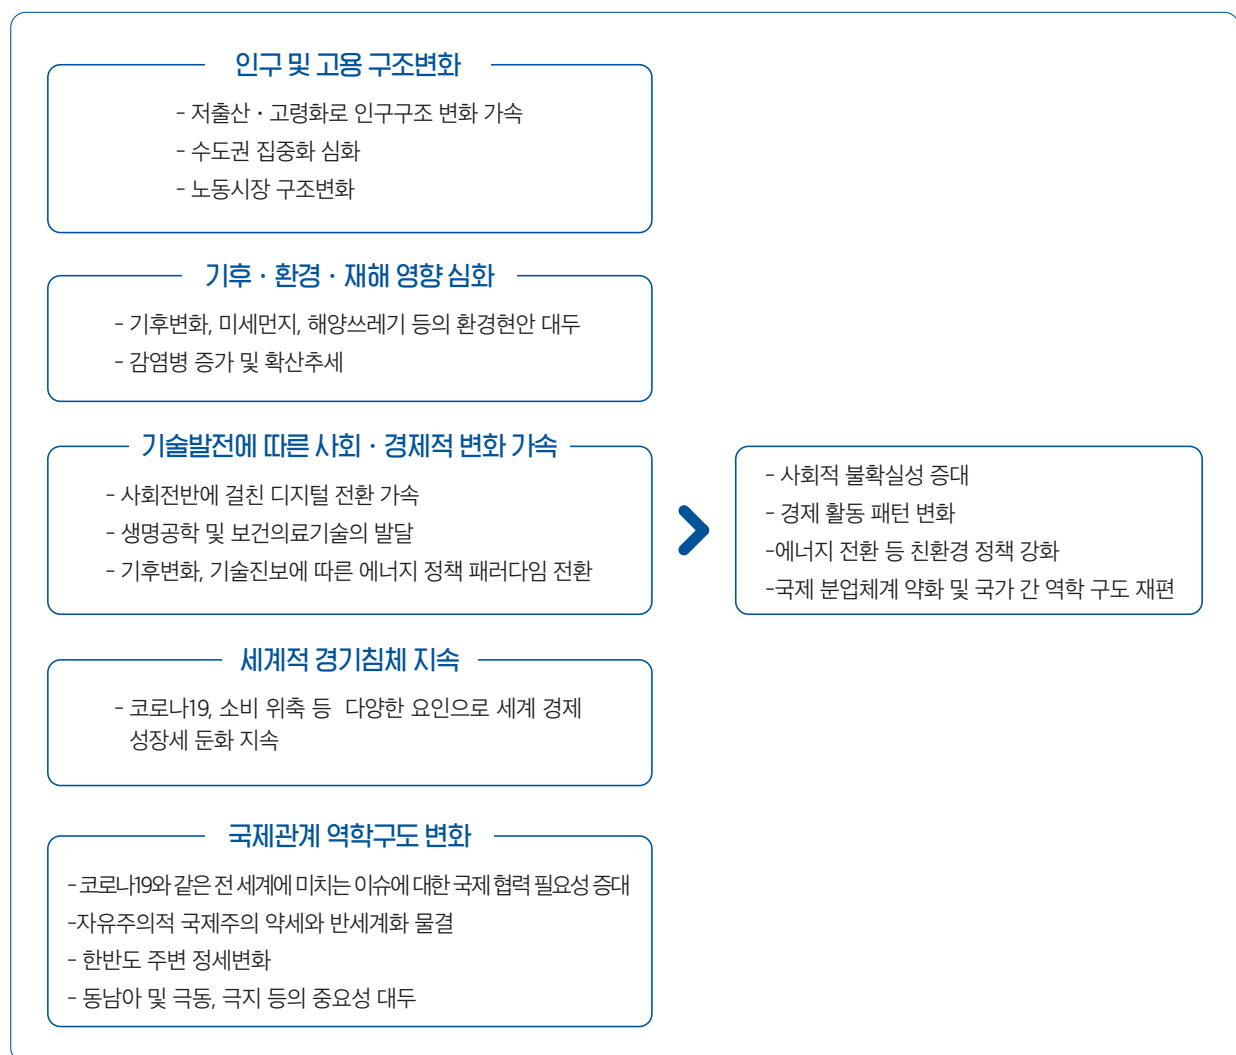 인구 및 고용 구조변화
- 저출산 · 고령화로 인구구조 변화 가속
- 수도권 집중화 심화
- 노동시장 구조변화
기후 · 환경 · 재해 영향 심화
- 기후변화, 미세먼지, 해양쓰레기 등의 환경현안 대두
- 감염병 증가 및 확산추세
기술발전에 따른 사회 · 경제적 변화 가속
- 사회전반에 걸친 디지털 전환 가속
- 생명공학 및 보건의료기술의 발달
- 기후변화, 기술진보에 따른 에너지 정책 패러다임 전환
세계적 경기침체 지속
- 코로나19, 소비 위축 등 다양한 요인으로 세계 경제
성장세 둔화 지속
국제관계 역학구도 변화
- 코로나19와 같은 전 세계에 미치는 이슈에 대한 국제 협력 필요성 증대
-자유주의적 국제주의 약세와 반세계화 물결
- 한반도 주변 정세변화
- 동남아 및 극동, 극지 등의 중요성 대두
- 사회적 불확실성 증대
- 경제 활동 패턴 변화
-에너지 전환 등 친환경 정책 강화
-국제 분업체계 약화 및 국가 간 역학 구도 재편